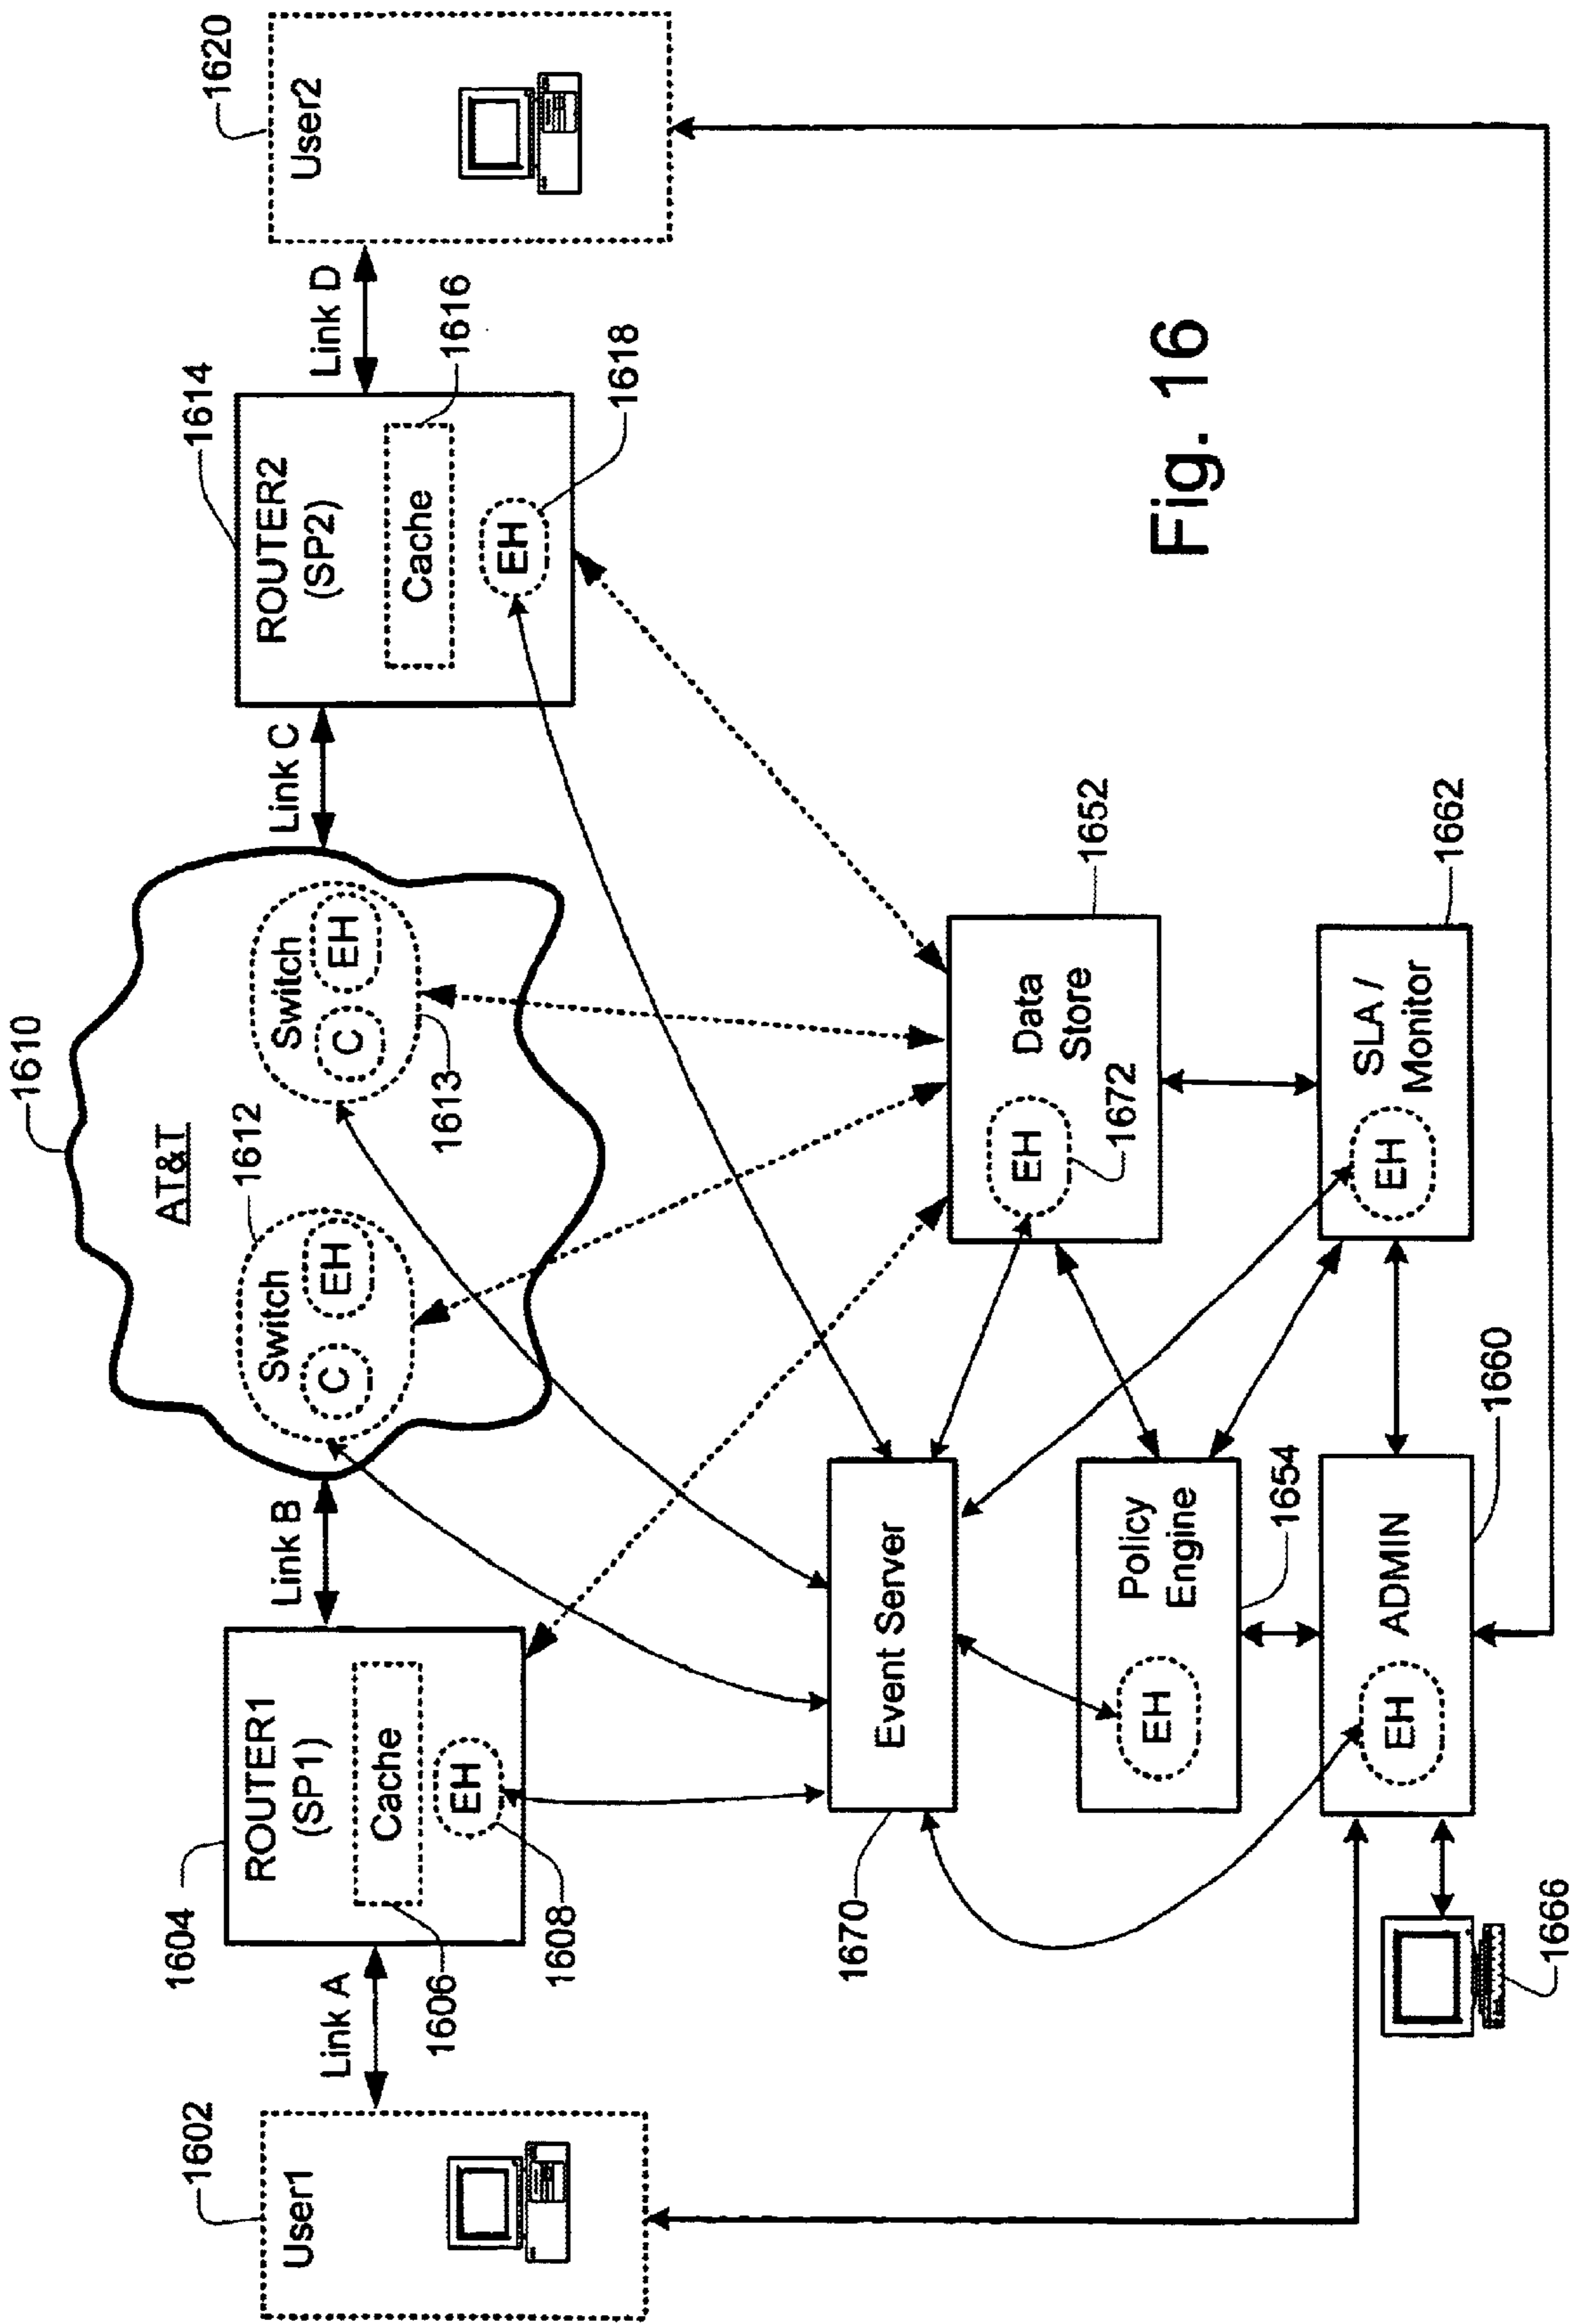 1602
User1
Link A
1604
ROUTER1
(SP1)
Cache
EH
1606
1608
Link B
1610
AT&T
1612
Switch
C
EH
Switch
C
EH
1613
Link C
1614
ROUTER2
(SP2)
Cache
EH
1616
1618
Link D
1620
User2
1670
Event Server
Data
Store
EH
1652
1672
Policy
Engine
EH
1654
SLA /
Monitor
EH
1662
ADMIN
EH
1660
1666
Fig. 16